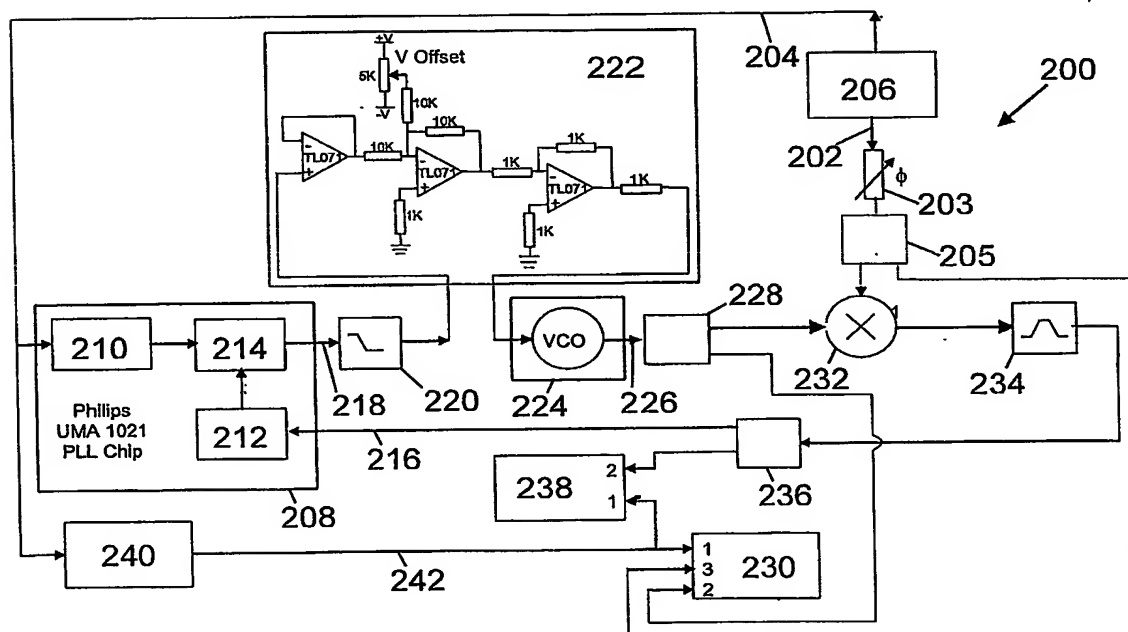 204
+V
V Offset
222
5K
10K
-V
10K
206
200
202
TL071
10K
TL071
1K
1K
TL071
1K
ϕ
203
1K
1K
205
228
210
214
VCO
218
220
224
226
232
234
Philips
UMA 1021
PLL Chip
212
216
2
238
1
236
208
240
242
1
3
230
2